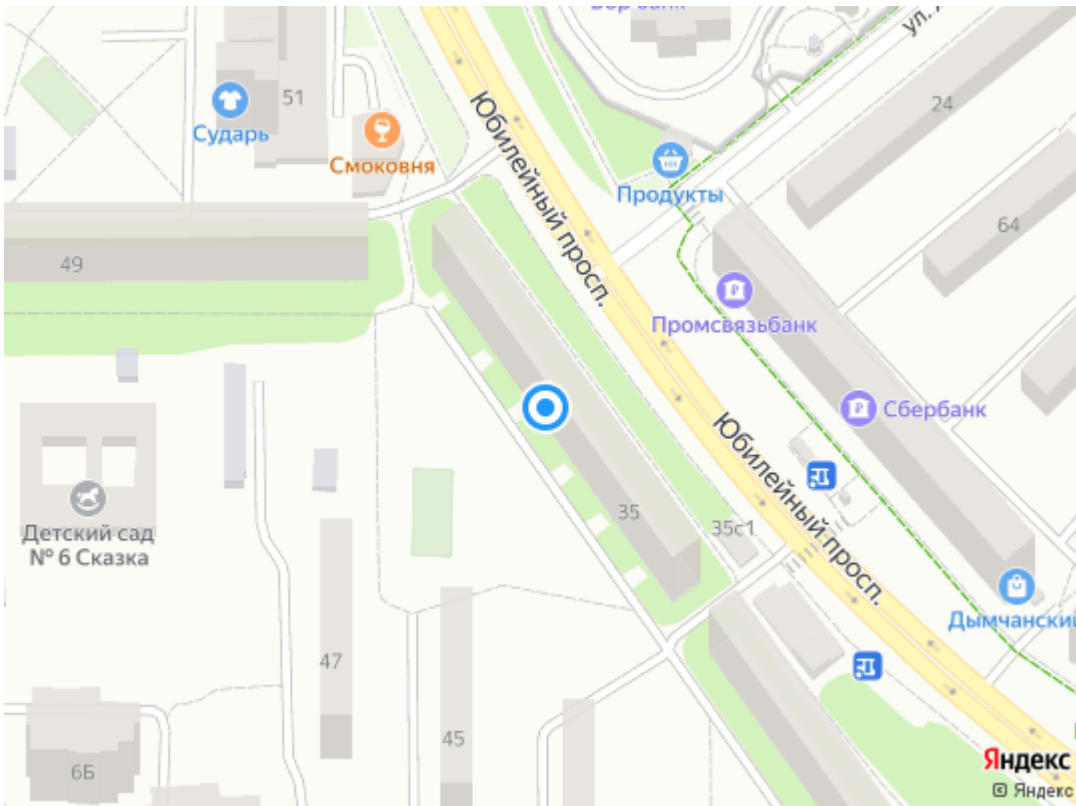 51
Сударь
Смоковня
Продукты
ул.
24
64
Юбилейный просп.
49
Промсвязьбанк
Сбербанк
Юбилейный просп.
35
35с1
Детский сад
№ 6 Сказка
Дымчанский
47
45
6Б
Яндекс
© Яндекс